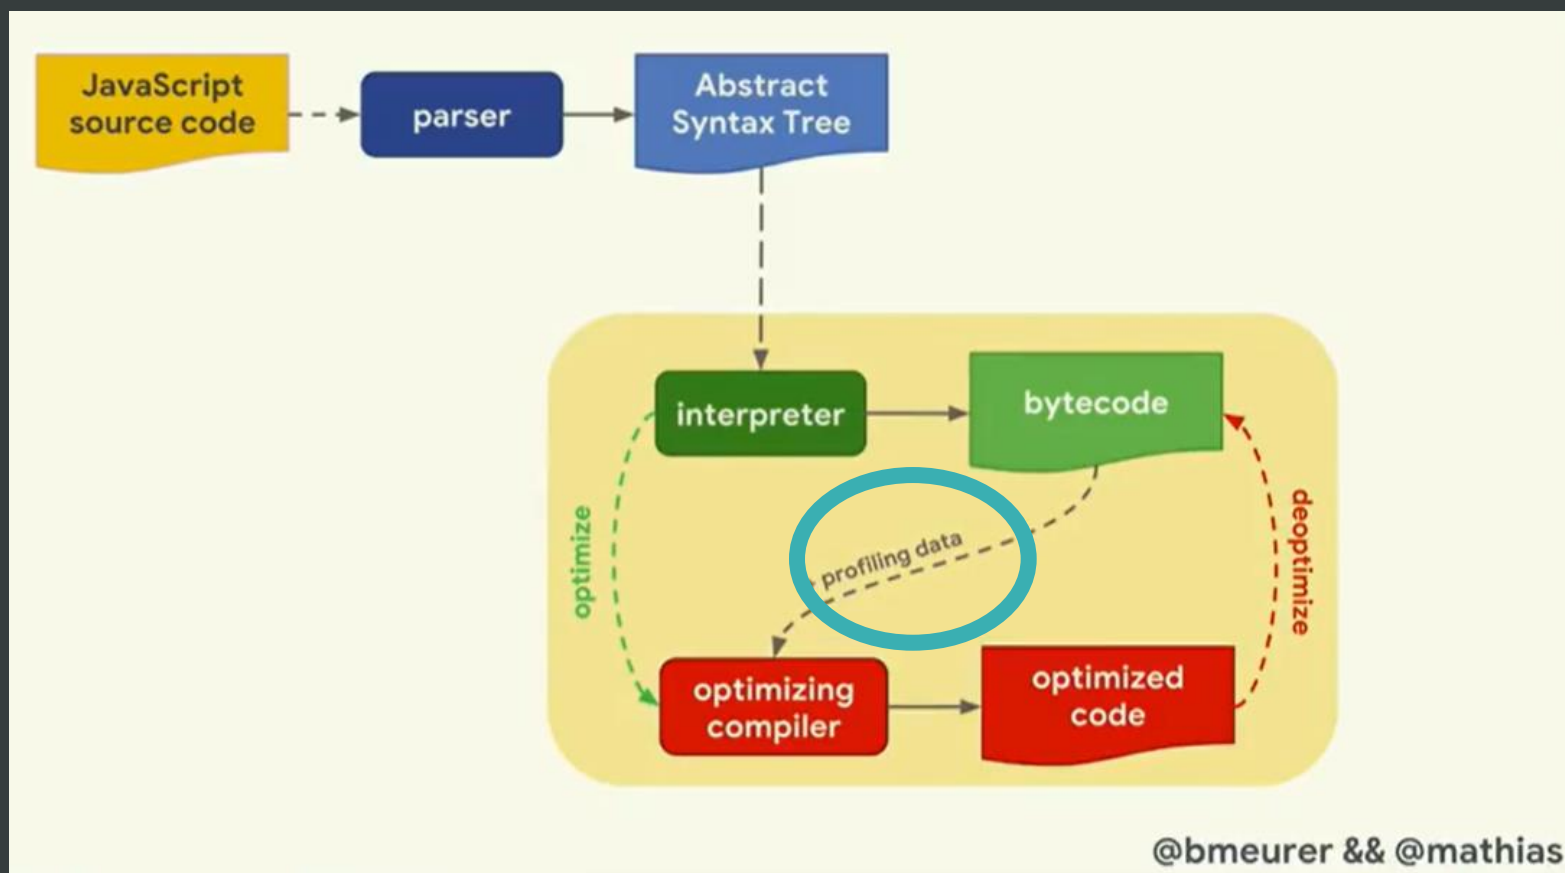 JavaScript
source code
parser
Abstract
Syntax Tree
interpreter
bytecode
optimize
profiling data
deoptimize
optimizing
compiler
optimized
code
@bmeurer && @mathias